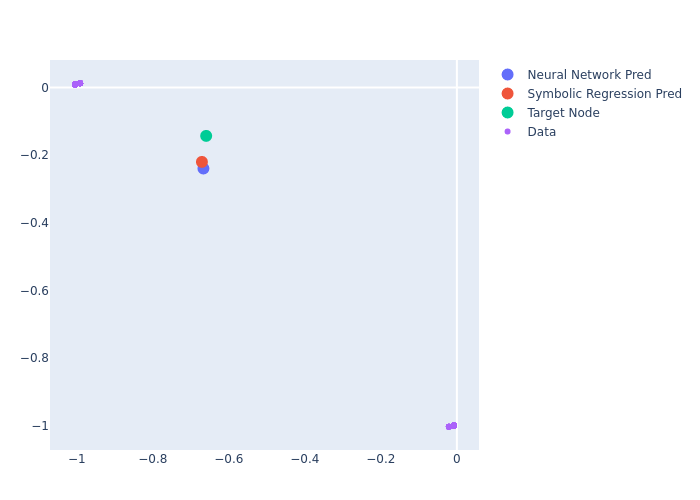 Neural Network Pred
Symbolic Regression Pred
Target Node
Data
0
−0.2
−0.4
−0.6
−0.8
−1
−1 −0.8 −0.6 −0.4 −0.2 0